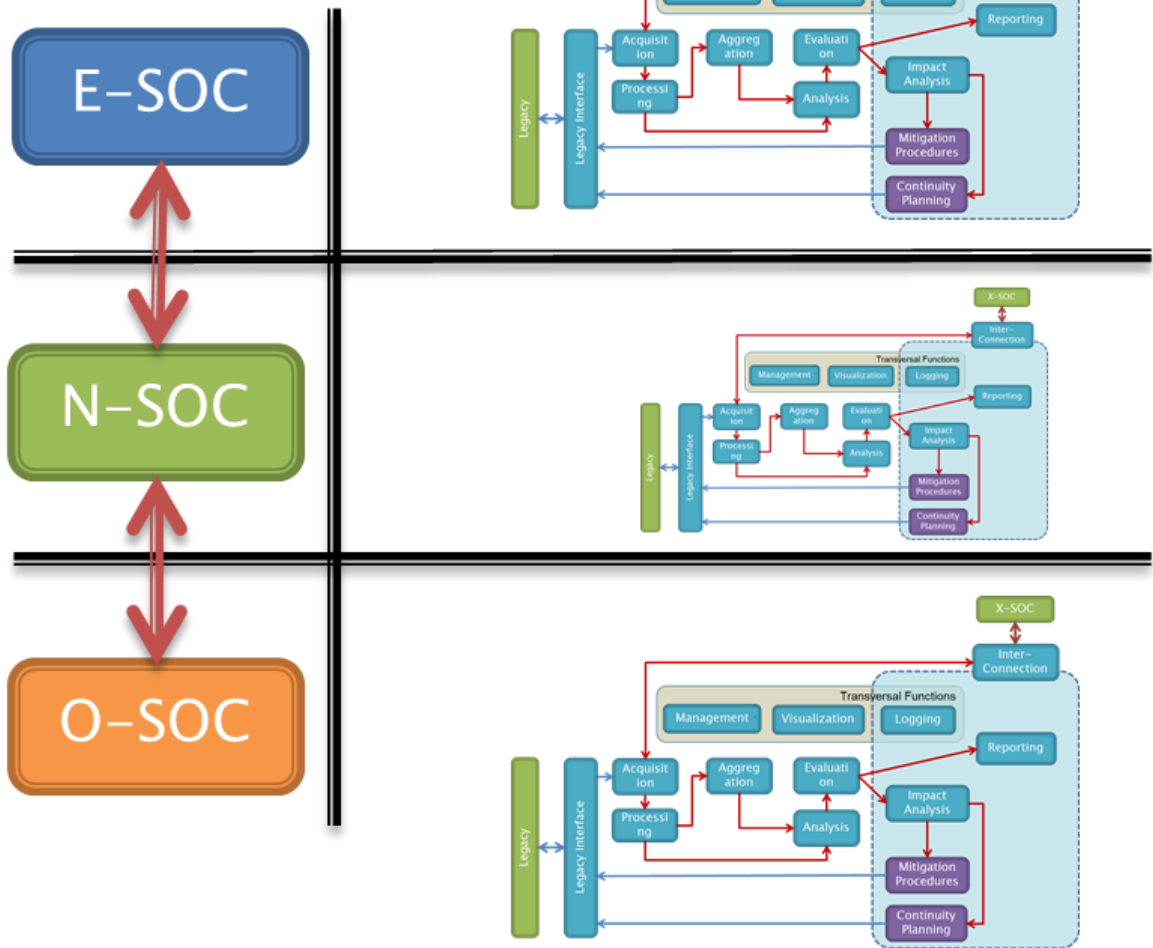 E-SOC
Reporting
Acquisit
ion
Aggreg
ation
Evaluati
on
Impact
Analysis
Processi
ng
Analysis
Legacy
Legacy Interface
Mitigation
Procedures
Continuity
Planning
N-SOC
X-SOC
Inter-
Connection
Transversal Functions
Management
Visualization
Logging
Reporting
Acquisit
ion
Aggreg
ation
Evaluati
on
Impact
Analysis
Processi
ng
Analysis
Legacy
Legacy Interface
Mitigation
Procedures
Continuity
Planning
O-SOC
X-SOC
Inter-
Connection
Transversal Functions
Management
Visualization
Logging
Reporting
Acquisit
ion
Aggreg
ation
Evaluati
on
Impact
Analysis
Processi
ng
Analysis
Legacy
Legacy Interface
Mitigation
Procedures
Continuity
Planning